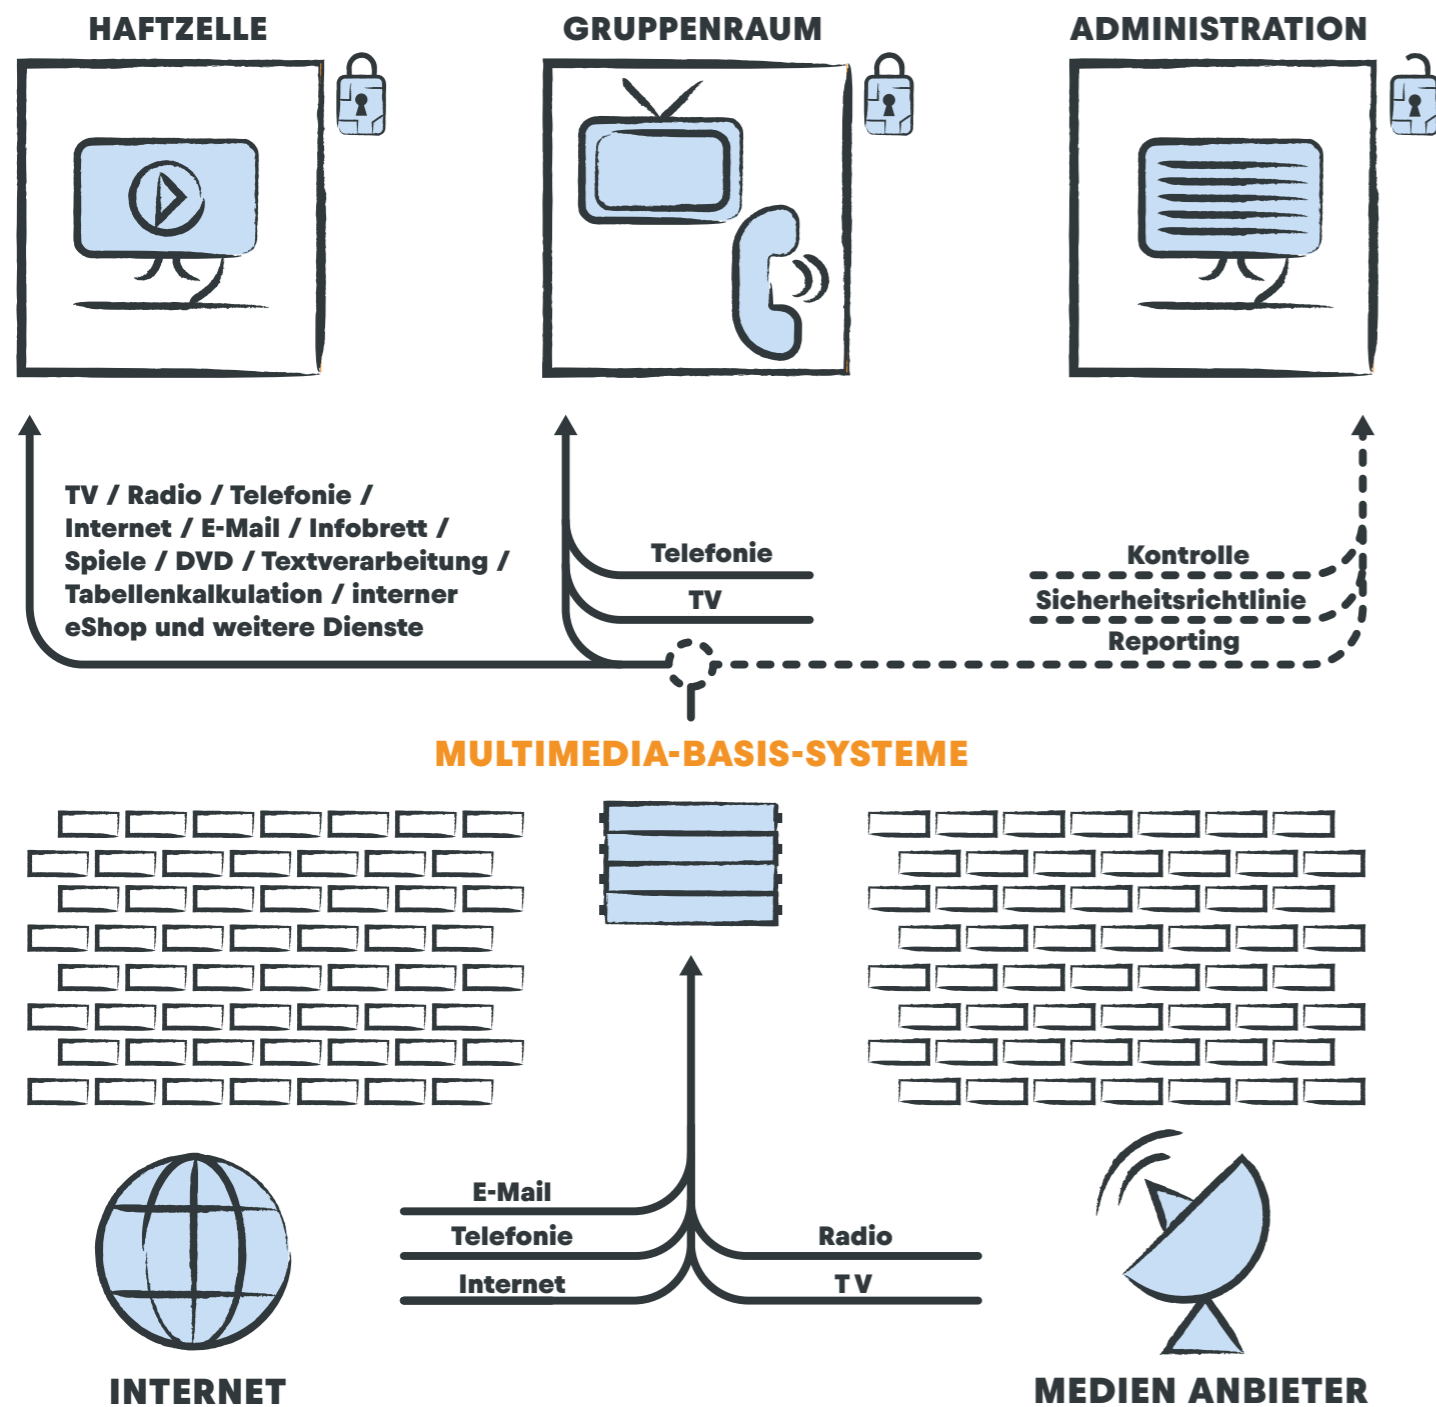 HAFTZELLE
GRUPPENRAUM
ADMINISTRATION
TV / Radio / Telefonie /
Internet / E-Mail / Infobrett /
Spiele / DVD / Textverarbeitung /
Tabellenkalkulation / interner
eShop und weitere Dienste
Telefonie
TV
Kontrolle
Sicherheitsrichtlinie
Reporting
MULTIMEDIA-BASIS-SYSTEME
E-Mail
Telefonie
Internet
Radio
TV
INTERNET
MEDIEN ANBIETER